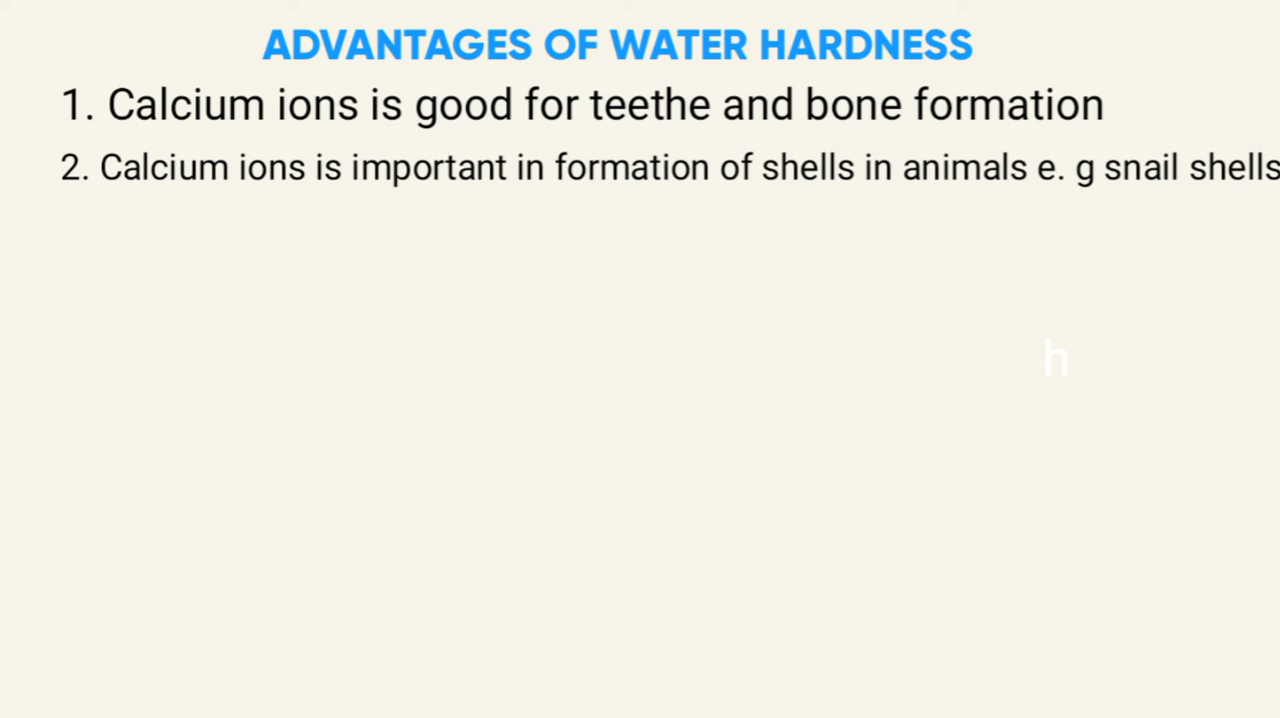 ADVANTAGES OF WATER HARDNESS
1. Calcium ions is good for teethe and bone formation
2. Calcium ions is important in formation of shells in animals e. g snail shells
h